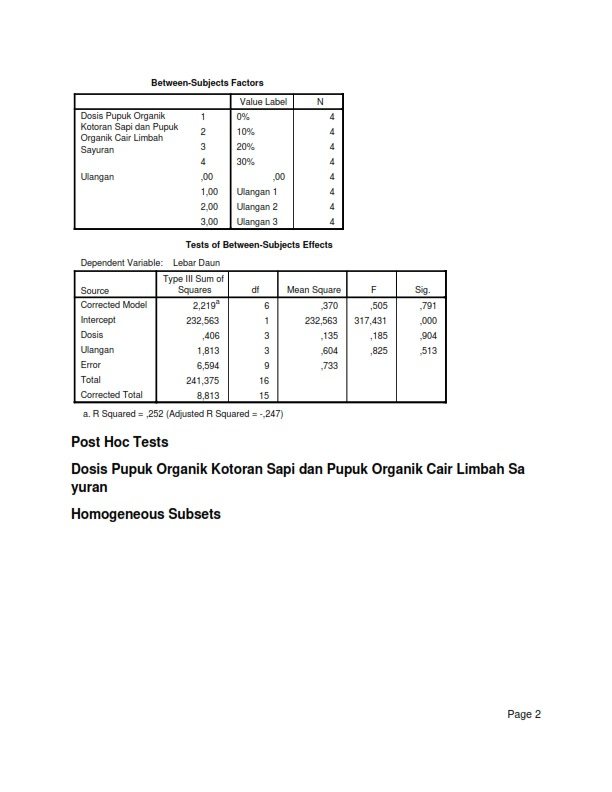 Between-Subjects Factors
Value Label N
Dosis Pupuk Organik 1 0% 4
Kotoran Sapi dan Pupuk 2 10% 4
Organik Cair Limbah 3 20% 4
Sayuran 4 30% 4
Ulangan ,00 ,00 4
1,00 Ulangan 1 4
2,00 Ulangan 2 4
3,00 Ulangan 3 4
Tests of Between-Subjects Effects
Dependent Variable: Lebar Daun
Source Type III Sum of Squares df Mean Square F Sig.
Corrected Model 2,219a 6 ,370 ,505 ,791
Intercept 232,563 1 232,563 317,431 ,000
Dosis ,406 3 ,135 ,185 ,904
Ulangan 1,813 3 ,604 ,825 ,513
Error 6,594 9 ,733
Total 241,375 16
Corrected Total 8,813 15
a. R Squared = ,252 (Adjusted R Squared = -,247)
Post Hoc Tests
Dosis Pupuk Organik Kotoran Sapi dan Pupuk Organik Cair Limbah Sa
yuran
Homogeneous Subsets
Page 2